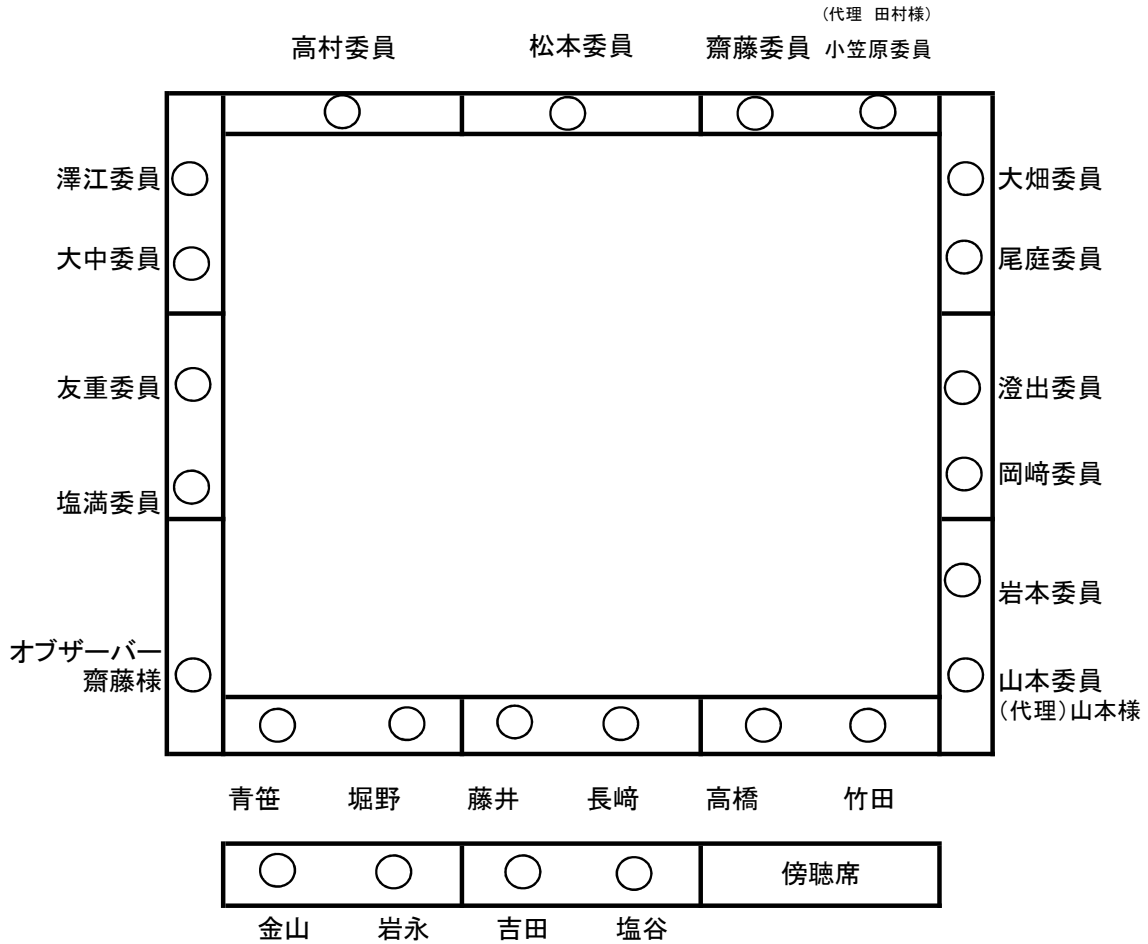 (代理 田村様)
高村委員 松本委員 齋藤委員 小笠原委員
澤江委員 大畑委員
大中委員 尾庭委員
友重委員 澄出委員
塩満委員 岡﨑委員
岩本委員
オブザーバー
齋藤様 山本委員
(代理)山本様
青笹 堀野 藤井 長﨑 高橋 竹田
傍聴席
金山 岩永 吉田 塩谷